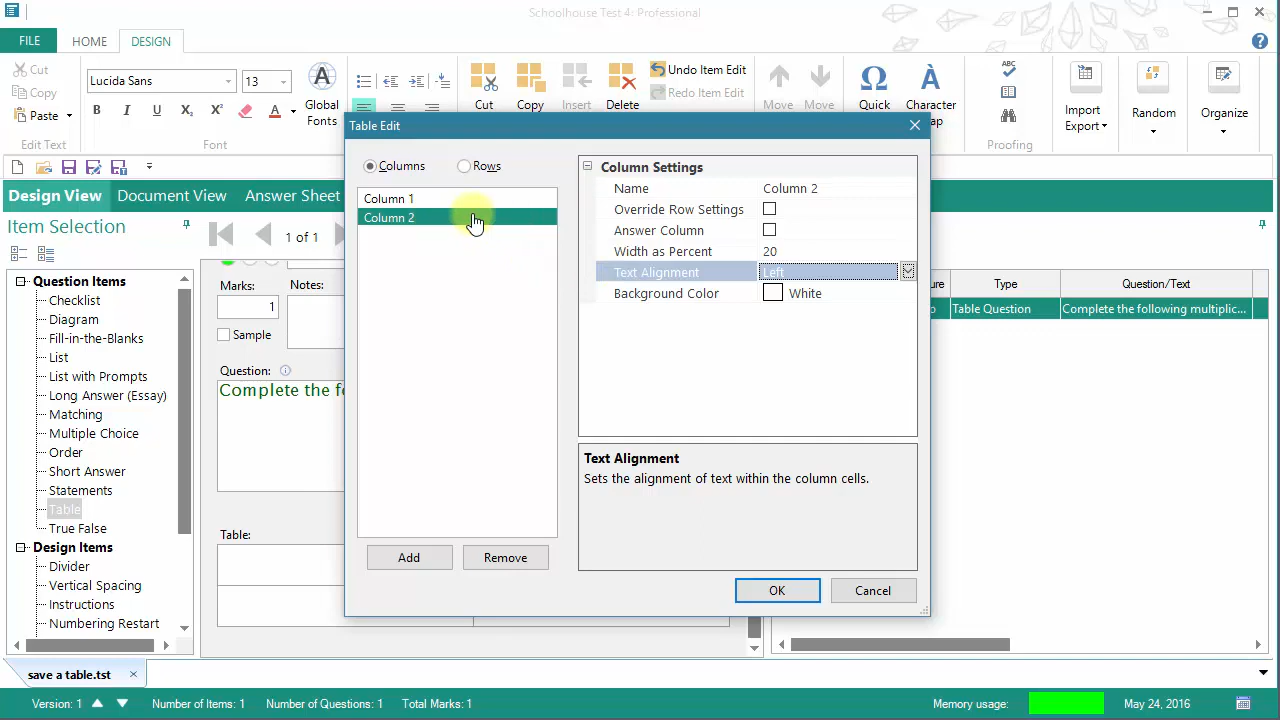 Schoolhouse Test 4: Professional
FILE HOME DESIGN
Cut
Copy
Paste
Edit Text
Lucida Sans 13
B I U X₂ X² A
Font
A
Global
Fonts
Cut Copy Insert Delete
Undo Item Edit
Redo Item Edit
Move Move
Quick
Character
ap
ABC
Proofing
Import
Export
Random
Organize
Design View Document View Answer Sheet
Item Selection
1 of 1
Question Items
Checklist
Diagram
Fill-in-the-Blanks
List
List with Prompts
Long Answer (Essay)
Matching
Multiple Choice
Order
Short Answer
Statements
Table
True False
Design Items
Divider
Vertical Spacing
Instructions
Numbering Restart
Marks: Notes:
1
Sample
Question:
Complete the fo
Table:
Table Edit
Columns Rows
Column 1
Column 2
Add Remove
Column Settings
Name Column 2
Override Row Settings
Answer Column
Width as Percent 20
Text Alignment Left
Background Color White
Text Alignment
Sets the alignment of text within the column cells.
OK Cancel
ure Type Question/Text
o Table Question Complete the following multiplic...
save a table.tst
Version: 1 Number of Items: 1 Number of Questions: 1 Total Marks: 1 Memory usage: May 24, 2016